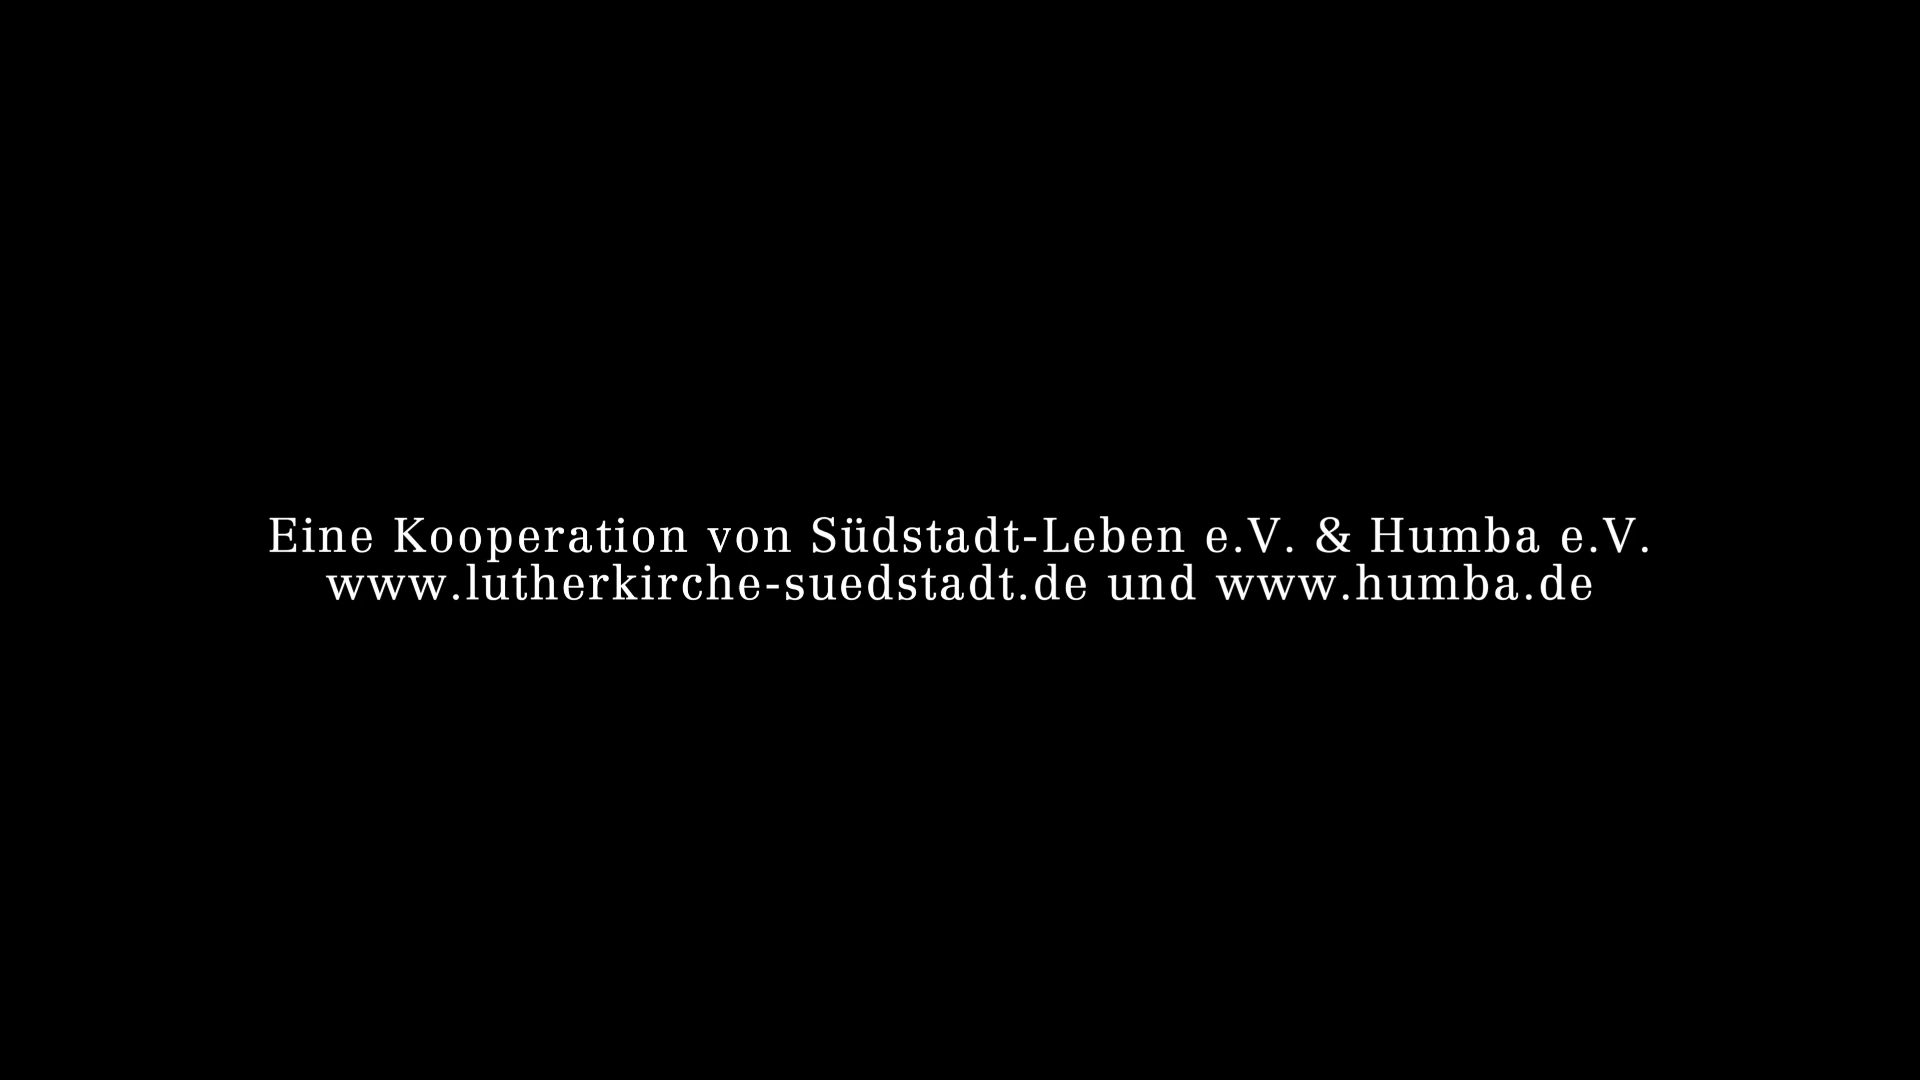 Eine Kooperation von Südstadt-Leben e.V. & Humba e.V.
www.lutherkirche-suedstadt.de und www.humba.de